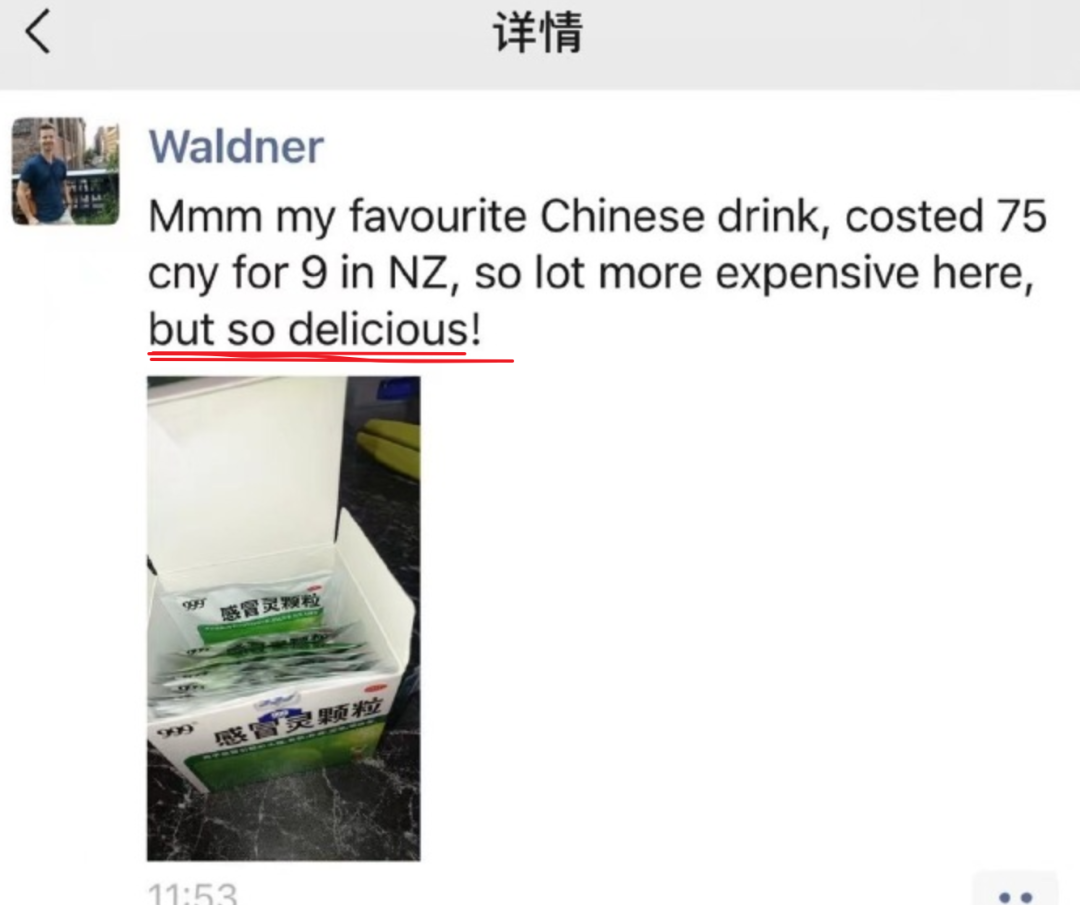 详情
Waldner
Mmm my favourite Chinese drink, costed 75
cny for 9 in NZ, so lot more expensive here,
but so delicious!
999 感冒灵颗粒
999 感冒灵颗粒
11:53